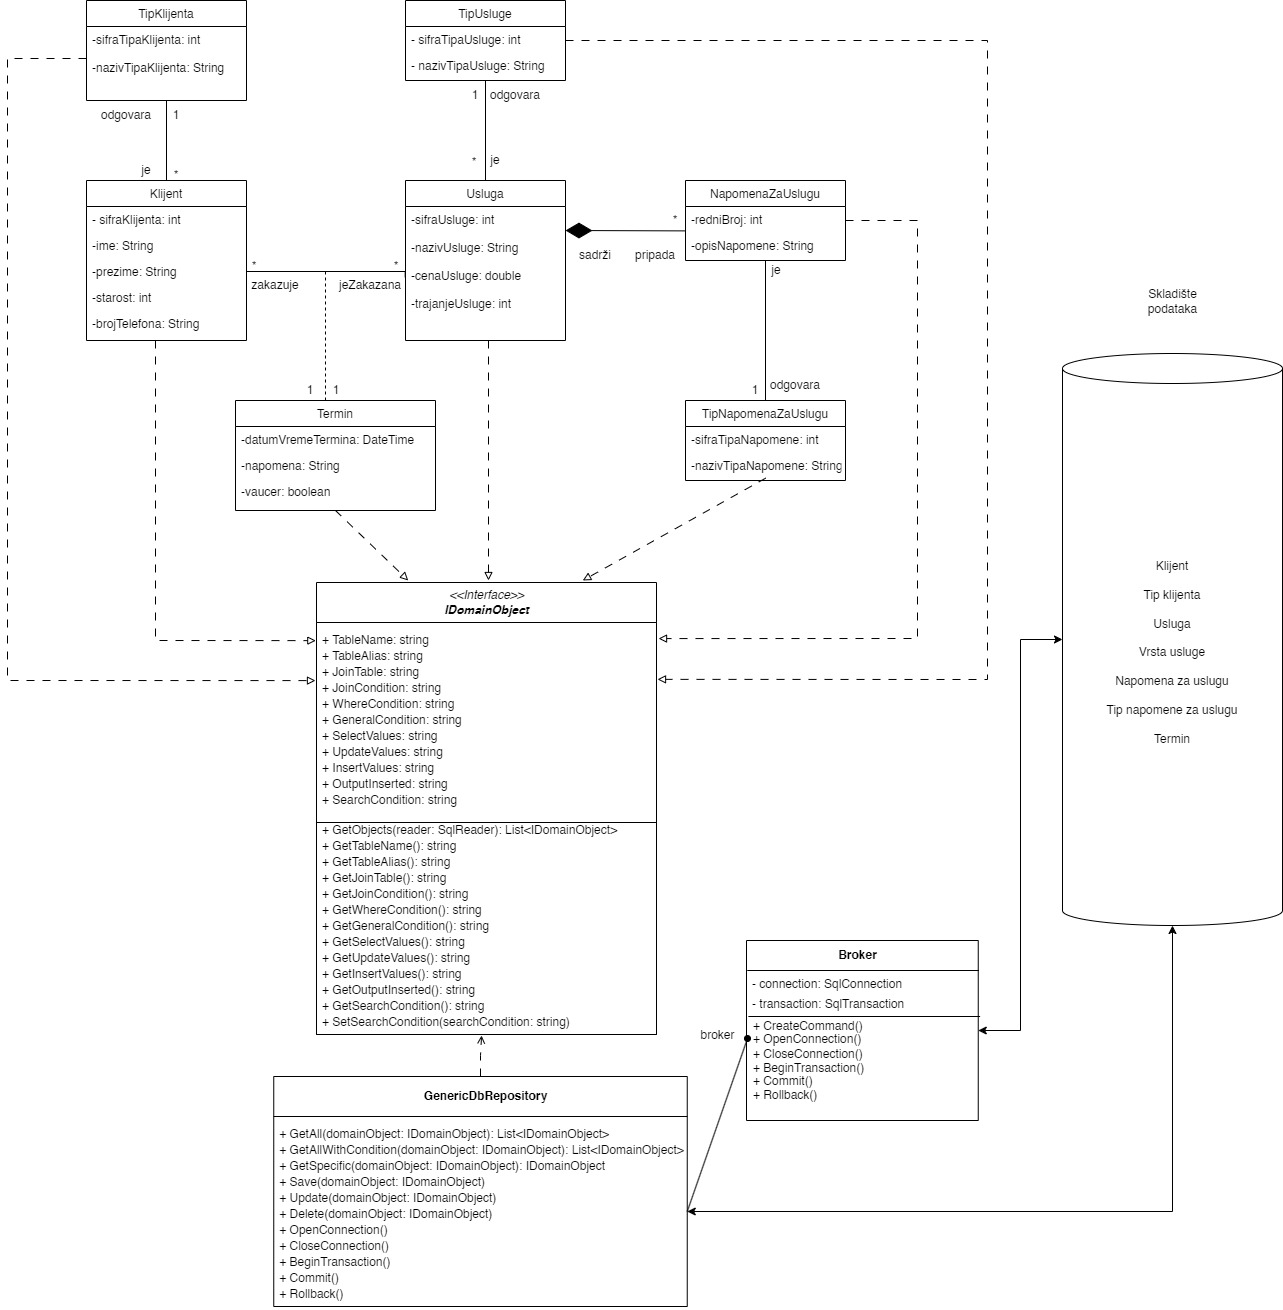 TipKlijenta
-sifraTipaKlijenta: int
-nazivTipaKlijenta: String
TipUsluge
- sifraTipaUsluge: int
- nazivTipaUsluge: String
odgovara
1
je
*
1
odgovara
*
je
Klijent
- sifraKlijenta: int
-ime: String
-prezime: String
-starost: int
-brojTelefona: String
*
zakazuje
*
jeZakazana
Usluga
-sifraUsluge: int
-nazivUsluge: String
-cenaUsluge: double
-trajanjeUsluge: int
sadrži
*
pripada
NapomenaZaUslugu
-redniBroj: int
-opisNapomene: String
je
1
odgovara
1
1
Termin
-datumVremeTermina: DateTime
-napomena: String
-vaucer: boolean
TipNapomenaZaUslugu
-sifraTipaNapomene: int
-nazivTipaNapomene: String
Skladište
podataka
Klijent
Tip klijenta
Usluga
Vrsta usluge
Napomena za uslugu
Tip napomene za uslugu
Termin
<<Interface>>
IDomainObject
+ TableName: string
+ TableAlias: string
+ JoinTable: string
+ JoinCondition: string
+ WhereCondition: string
+ GeneralCondition: string
+ SelectValues: string
+ UpdateValues: string
+ InsertValues: string
+ OutputInserted: string
+ SearchCondition: string
+ GetObjects(reader: SqlReader): List<IDomainObject>
+ GetTableName(): string
+ GetTableAlias(): string
+ GetJoinTable(): string
+ GetJoinCondition(): string
+ GetWhereCondition(): string
+ GetGeneralCondition(): string
+ GetSelectValues(): string
+ GetUpdateValues(): string
+ GetInsertValues(): string
+ GetOutputInserted(): string
+ GetSearchCondition(): string
+ SetSearchCondition(searchCondition: string)
Broker
- connection: SqlConnection
- transaction: SqlTransaction
+ CreateCommand()
+ OpenConnection()
+ CloseConnection()
+ BeginTransaction()
+ Commit()
+ Rollback()
broker
GenericDbRepository
+ GetAll(domainObject: IDomainObject): List<IDomainObject>
+ GetAllWithCondition(domainObject: IDomainObject): List<IDomainObject>
+ GetSpecific(domainObject: IDomainObject): IDomainObject
+ Save(domainObject: IDomainObject)
+ Update(domainObject: IDomainObject)
+ Delete(domainObject: IDomainObject)
+ OpenConnection()
+ CloseConnection()
+ BeginTransaction()
+ Commit()
+ Rollback()